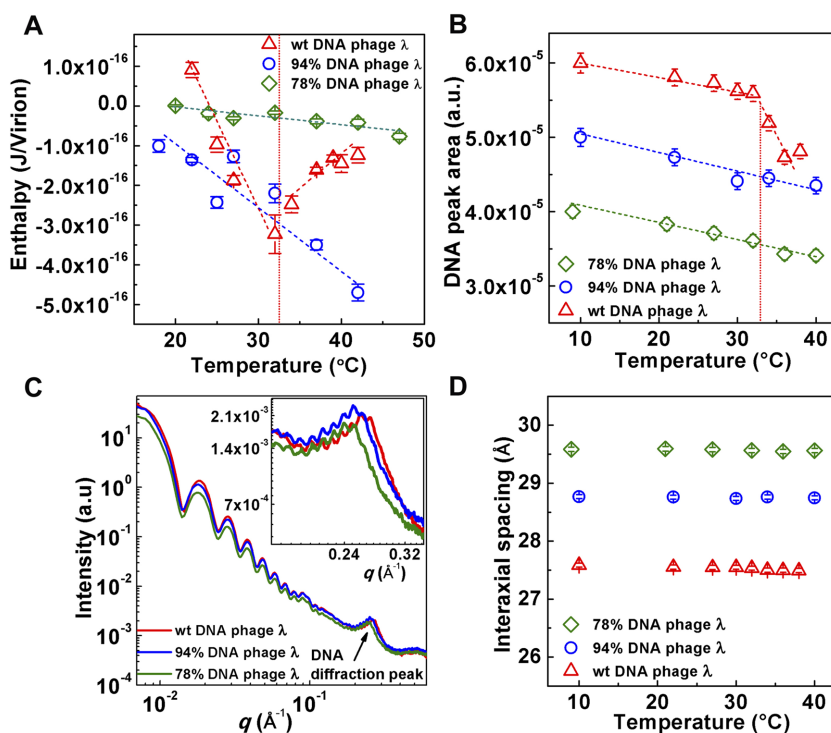 A
1.0x10⁻¹⁶
0.0
-1.0x10⁻¹⁶
-2.0x10⁻¹⁶
-3.0x10⁻¹⁶
-4.0x10⁻¹⁶
-5.0x10⁻¹⁶
Enthalpy (J/Virion)
wt DNA phage λ
94% DNA phage λ
78% DNA phage λ
20 30 40 50
Temperature (°C)
B
6.0x10⁻⁵
5.0x10⁻⁵
4.0x10⁻⁵
3.0x10⁻⁵
DNA peak area (a.u.)
78% DNA phage λ
94% DNA phage λ
wt DNA phage λ
10 20 30 40
Temperature (°C)
C
10¹
10⁰
10⁻¹
10⁻²
10⁻³
10⁻⁴
Intensity (a.u)
2.1x10⁻³
1.4x10⁻³
7x10⁻⁴
0.24 0.32
q (Å⁻¹)
wt DNA phage λ
94% DNA phage λ
78% DNA phage λ
DNA
diffraction peak
10⁻² 10⁻¹
q (Å⁻¹)
D
30
29
28
27
26
25
Interaxial spacing (Å)
78% DNA phage λ
94% DNA phage λ
wt DNA phage λ
10 20 30 40
Temperature (°C)